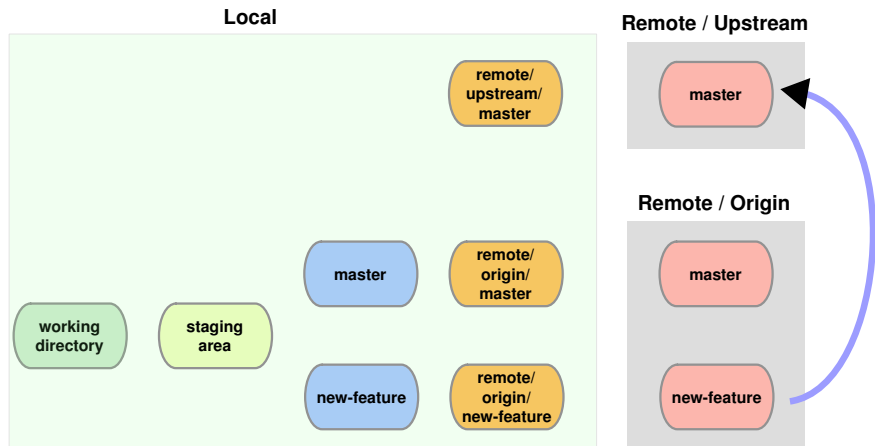 Local
Remote / Upstream
remote/
upstream/
master
master
Remote / Origin
master
remote/
origin/
master
master
working
directory
staging
area
new-feature
remote/
origin/
new-feature
new-feature